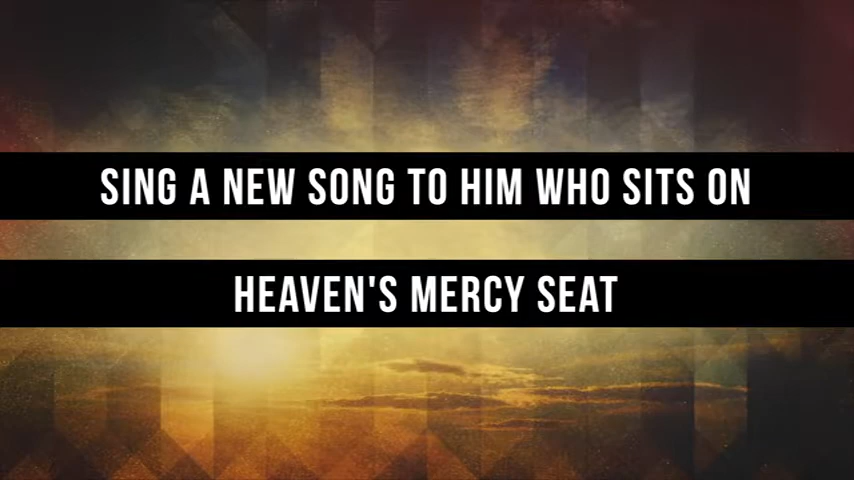 SING A NEW SONG TO HIM WHO SITS ON
HEAVEN'S MERCY SEAT